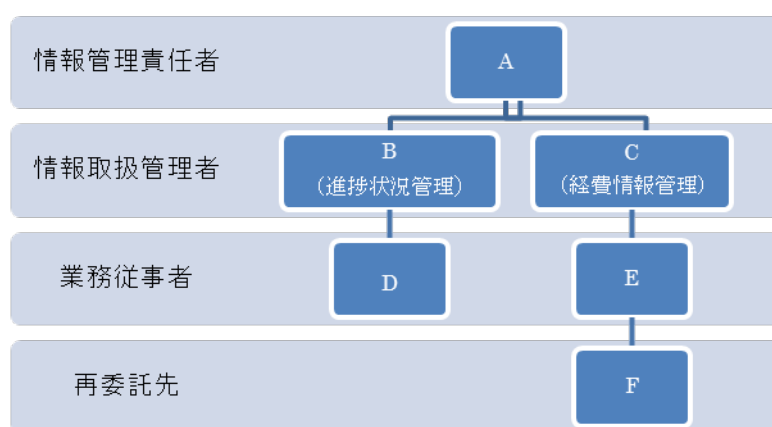 情報管理責任者
A
情報取扱管理者
B
(進捗状況管理)
C
(経費情報管理)
業務従事者
D
E
再委託先
F